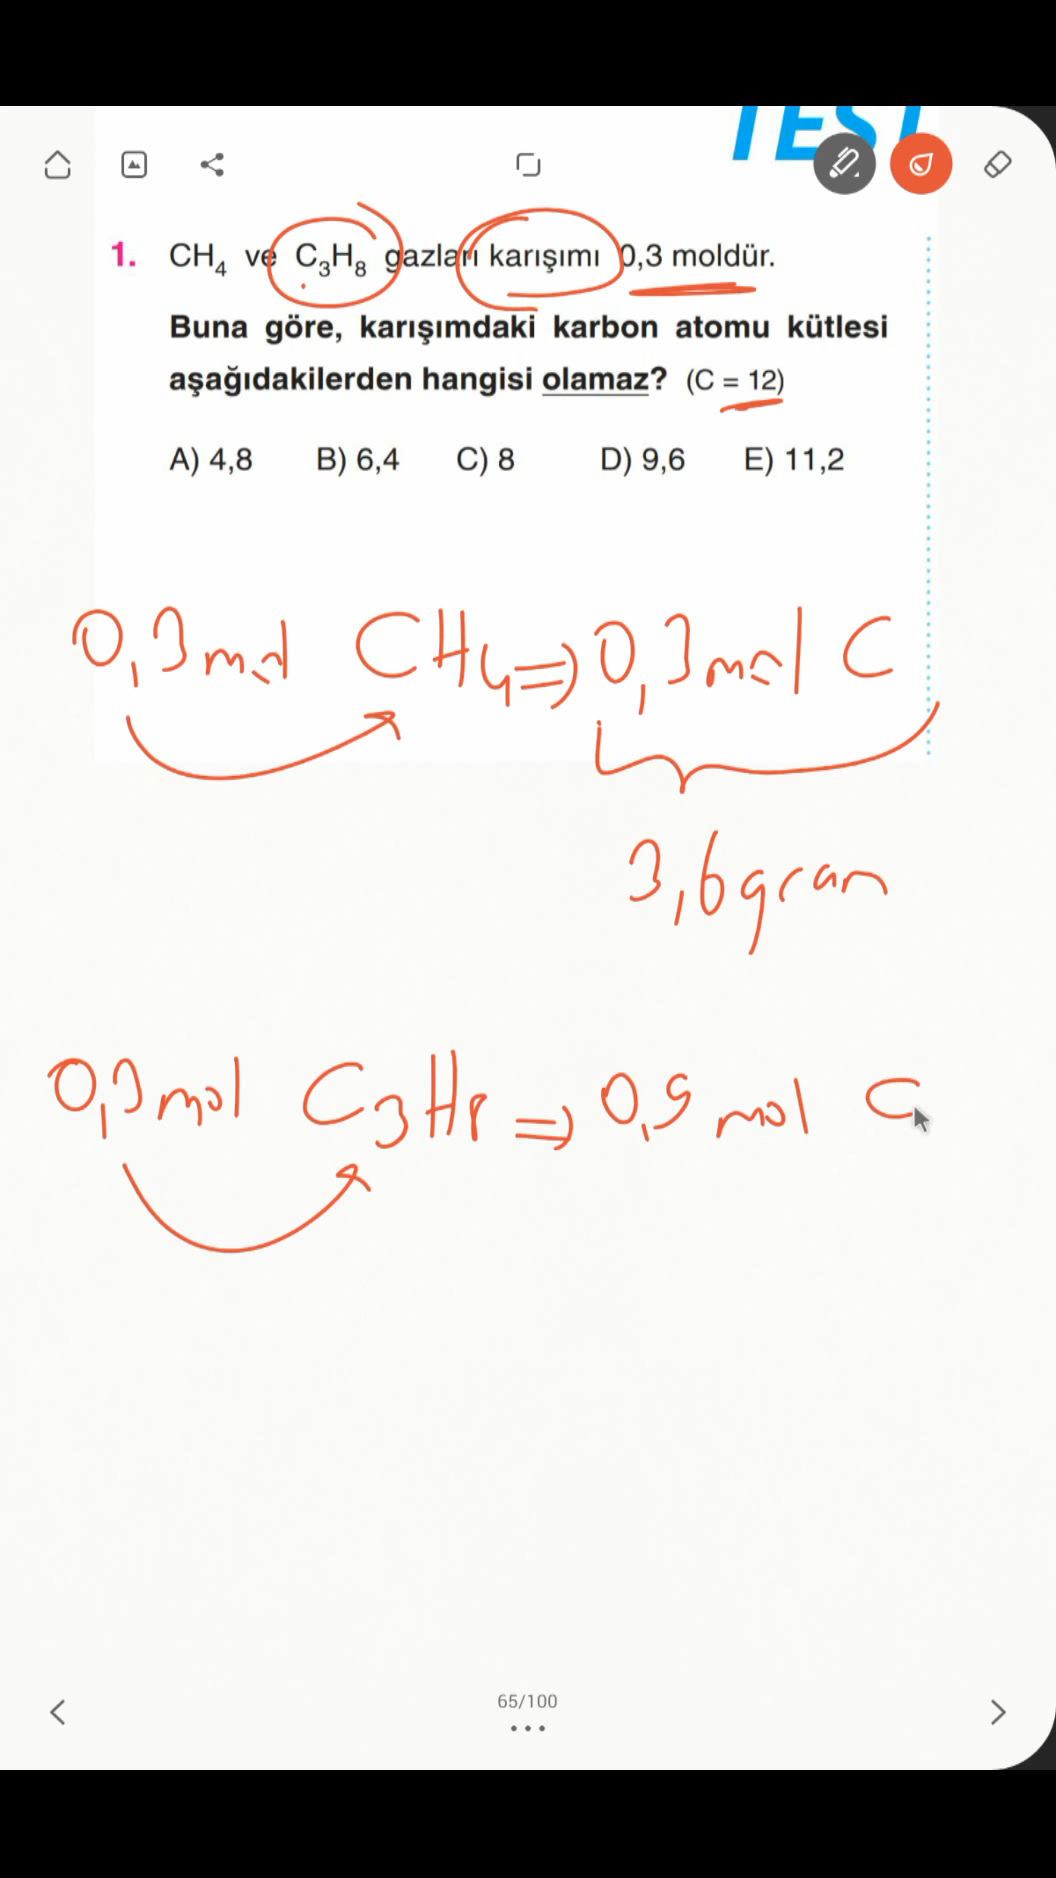 TEST
1. CH₄ ve C₃H₈ gazları karışımı 0,3 moldür.
Buna göre, karışımdaki karbon atomu kütlesi
aşağıdakilerden hangisi olamaz? (C = 12)
A) 4,8 B) 6,4 C) 8 D) 9,6 E) 11,2
0,3 mol CH₄ ⇒ 0,3 mol C
3,6 gram
0,3 mol C₃H₈ ⇒ 0,9 mol C
65/100